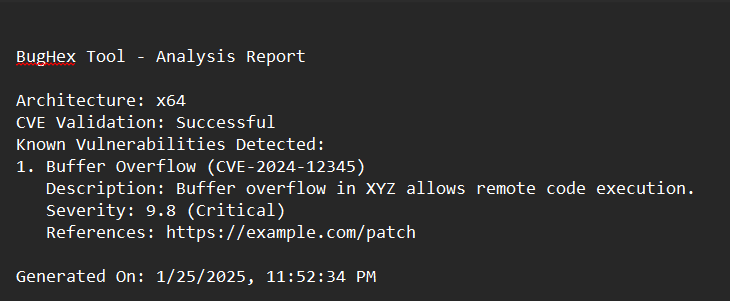 BugHex Tool - Analysis Report
Architecture: x64
CVE Validation: Successful
Known Vulnerabilities Detected:
1. Buffer Overflow (CVE-2024-12345)
Description: Buffer overflow in XYZ allows remote code execution.
Severity: 9.8 (Critical)
References: https://example.com/patch
Generated On: 1/25/2025, 11:52:34 PM